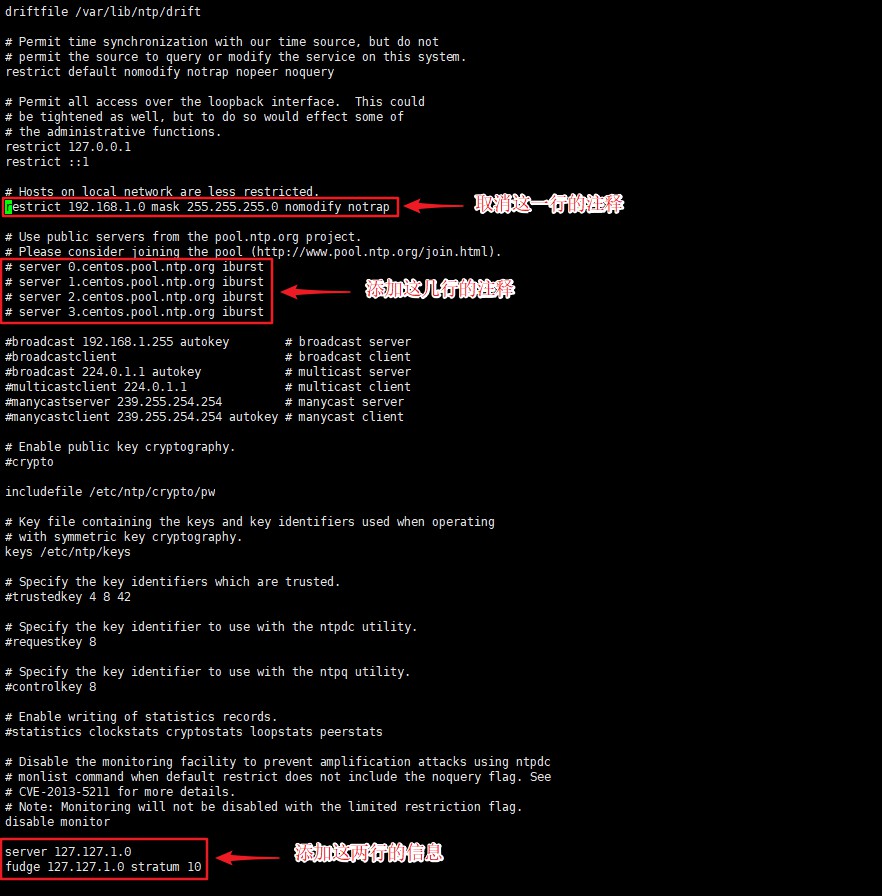 driftfile /var/lib/ntp/drift
# Permit time synchronization with our time source, but do not
# permit the source to query or modify the service on this system.
restrict default nomodify notrap nopeer noquery
# Permit all access over the loopback interface.  This could
# be tightened as well, but to do so would effect some of
# the administrative functions.
restrict 127.0.0.1
restrict ::1
# Hosts on local network are less restricted.
restrict 192.168.1.0 mask 255.255.255.0 nomodify notrap
取消这一行的注释
# Use public servers from the pool.ntp.org project.
# Please consider joining the pool (http://www.pool.ntp.org/join.html).
# server 0.centos.pool.ntp.org iburst
# server 1.centos.pool.ntp.org iburst
添加这几行的注释
# server 2.centos.pool.ntp.org iburst
# server 3.centos.pool.ntp.org iburst
#broadcast 192.168.1.255 autokey        # broadcast server
#broadcastclient                        # broadcast client
#broadcast 224.0.1.1 autokey            # multicast server
#multicastclient 224.0.1.1              # multicast client
#manycastserver 239.255.254.254         # manycast server
#manycastclient 239.255.254.254 autokey # manycast client
# Enable public key cryptography.
#crypto
includefile /etc/ntp/crypto/pw
# Key file containing the keys and key identifiers used when operating
# with symmetric key cryptography.
keys /etc/ntp/keys
# Specify the key identifiers which are trusted.
#trustedkey 4 8 42
# Specify the key identifier to use with the ntpdc utility.
#requestkey 8
# Specify the key identifier to use with the ntpq utility.
#controlkey 8
# Enable writing of statistics records.
#statistics clockstats cryptostats loopstats peerstats
# Disable the monitoring facility to prevent amplification attacks using ntpdc
# monlist command when default restrict does not include the noquery flag. See
# CVE-2013-5211 for more details.
# Note: Monitoring will not be disabled with the limited restriction flag.
disable monitor
server 127.127.1.0
添加这两行的信息
fudge 127.127.1.0 stratum 10